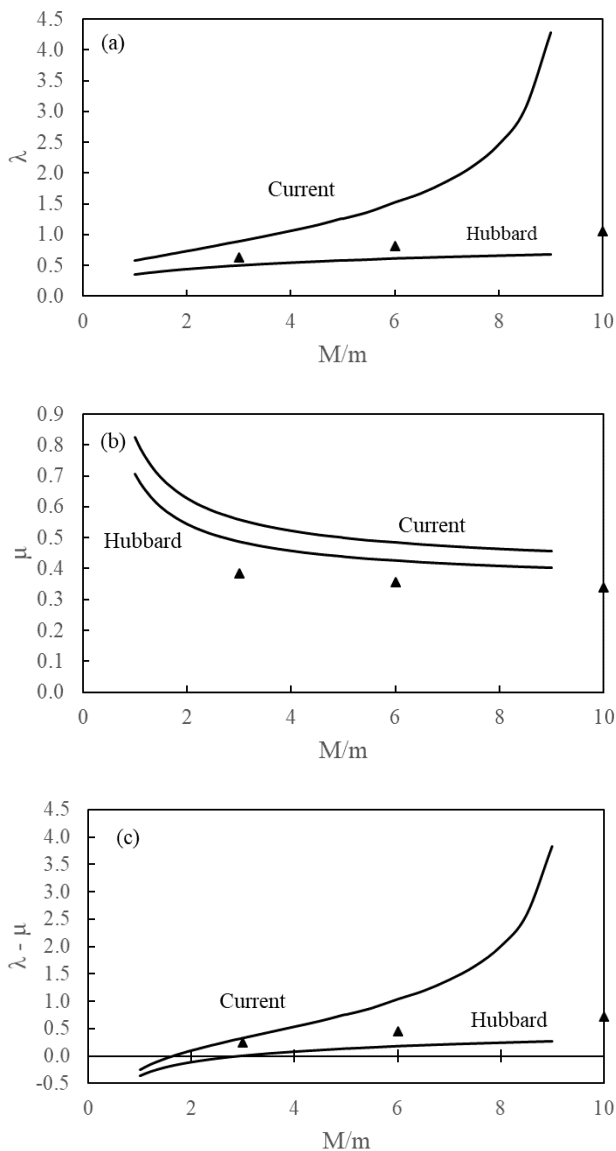 (a)
4.5
4.0
3.5
3.0
2.5
2.0
1.5
1.0
0.5
0.0
λ
Current
Hubbard
0 2 4 6 8 10
M/m
(b)
0.9
0.8
0.7
0.6
0.5
0.4
0.3
0.2
0.1
0.0
μ
Hubbard
Current
0 2 4 6 8 10
M/m
(c)
4.5
4.0
3.5
3.0
2.5
2.0
1.5
1.0
0.5
0.0
-0.5
λ - μ
Current
Hubbard
0 2 4 6 8 10
M/m